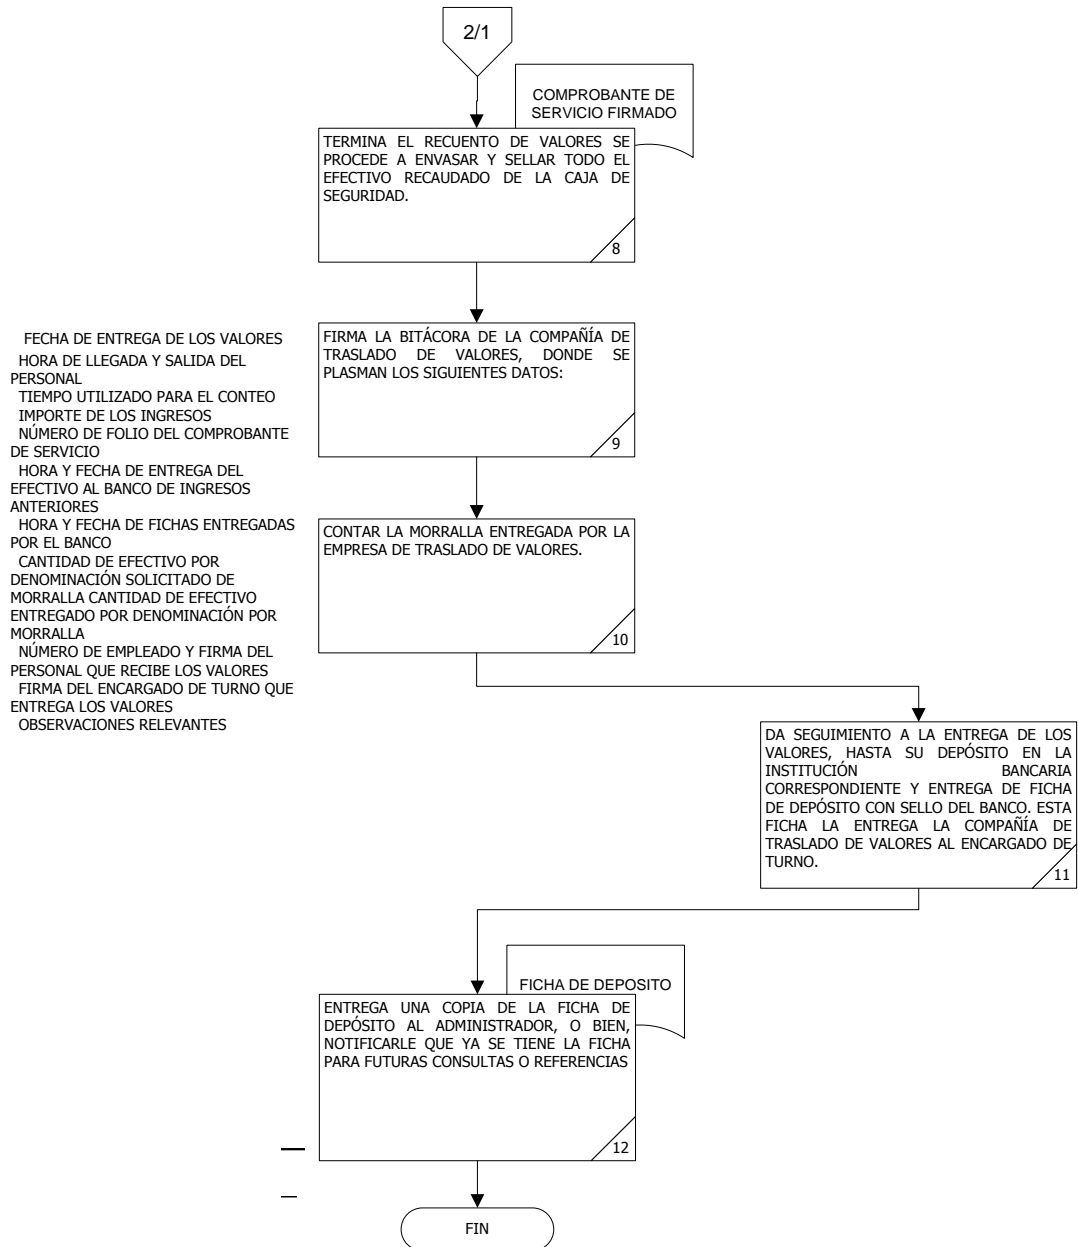 2/1
COMPROBANTE DE
SERVICIO FIRMADO
TERMINA EL RECUENTO DE VALORES SE
PROCEDE A ENVASAR Y SELLAR TODO EL
EFECTIVO RECAUDADO DE LA CAJA DE
SEGURIDAD.
8
FECHA DE ENTREGA DE LOS VALORES
HORA DE LLEGADA Y SALIDA DEL
PERSONAL
TIEMPO UTILIZADO PARA EL CONTEO
IMPORTE DE LOS INGRESOS
NÚMERO DE FOLIO DEL COMPROBANTE
DE SERVICIO
HORA Y FECHA DE ENTREGA DEL
EFECTIVO AL BANCO DE INGRESOS
ANTERIORES
HORA Y FECHA DE FICHAS ENTREGADAS
POR EL BANCO
CANTIDAD DE EFECTIVO POR
DENOMINACIÓN SOLICITADO DE
MORRALLA CANTIDAD DE EFECTIVO
ENTREGADO POR DENOMINACIÓN POR
MORRALLA
NÚMERO DE EMPLEADO Y FIRMA DEL
PERSONAL QUE RECIBE LOS VALORES
FIRMA DEL ENCARGADO DE TURNO QUE
ENTREGA LOS VALORES
OBSERVACIONES RELEVANTES
FIRMA LA BITÁCORA DE LA COMPAÑÍA DE
TRASLADO DE VALORES, DONDE SE
PLASMAN LOS SIGUIENTES DATOS:
9
CONTAR LA MORRALLA ENTREGADA POR LA
EMPRESA DE TRASLADO DE VALORES.
10
DA SEGUIMIENTO A LA ENTREGA DE LOS
VALORES, HASTA SU DEPÓSITO EN LA
INSTITUCIÓN BANCARIA
CORRESPONDIENTE Y ENTREGA DE FICHA
DE DEPÓSITO CON SELLO DEL BANCO. ESTA
FICHA LA ENTREGA LA COMPAÑÍA DE
TRASLADO DE VALORES AL ENCARGADO DE
TURNO.
11
FICHA DE DEPOSITO
ENTREGA UNA COPIA DE LA FICHA DE
DEPÓSITO AL ADMINISTRADOR, O BIEN,
NOTIFICARLE QUE YA SE TIENE LA FICHA
PARA FUTURAS CONSULTAS O REFERENCIAS
12
FIN